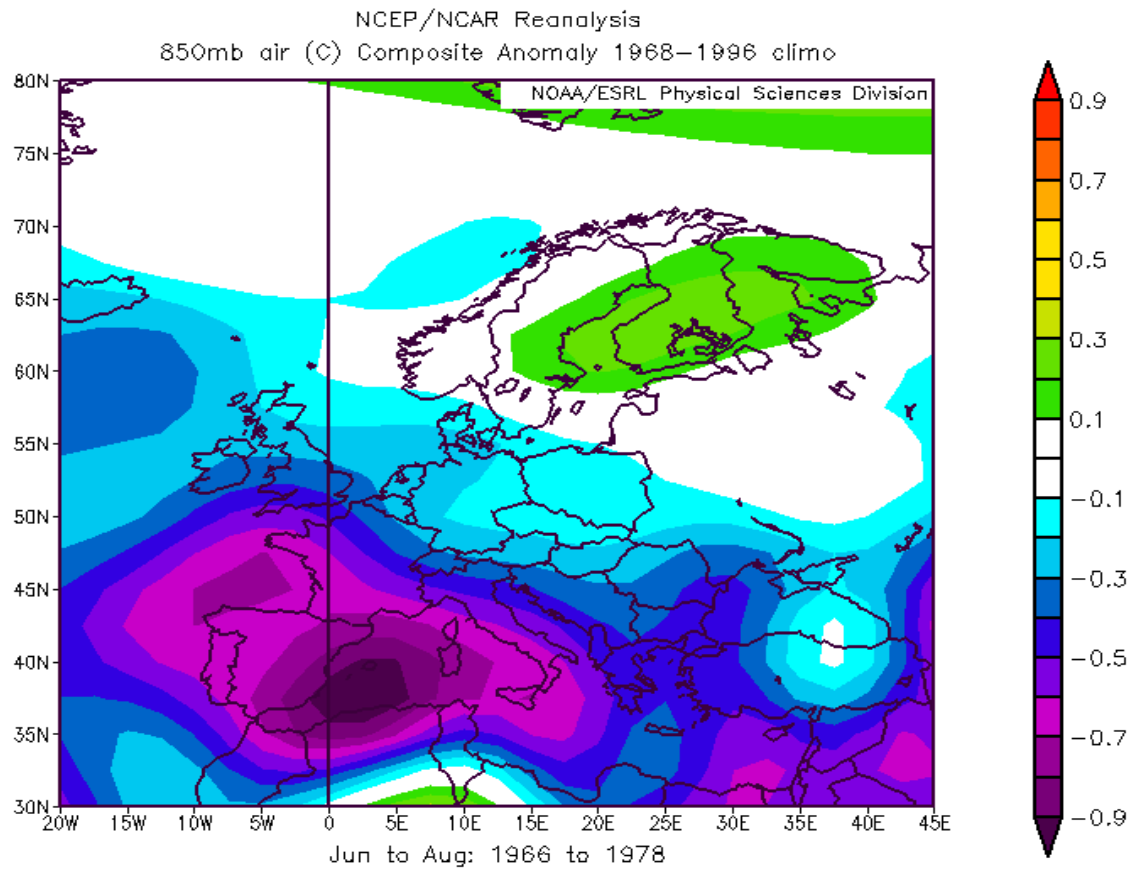 NCEP/NCAR Reanalysis
850mb air (C) Composite Anomaly 1968-1996 climo
NOAA/ESRL Physical Sciences Division
80N
75N
70N
65N
60N
55N
50N
45N
40N
35N
30N
20W 15W 10W 5W 0 5E 10E 15E 20E 25E 30E 35E 40E 45E
Jun to Aug: 1966 to 1978
0.9
0.7
0.5
0.3
0.1
-0.1
-0.3
-0.5
-0.7
-0.9